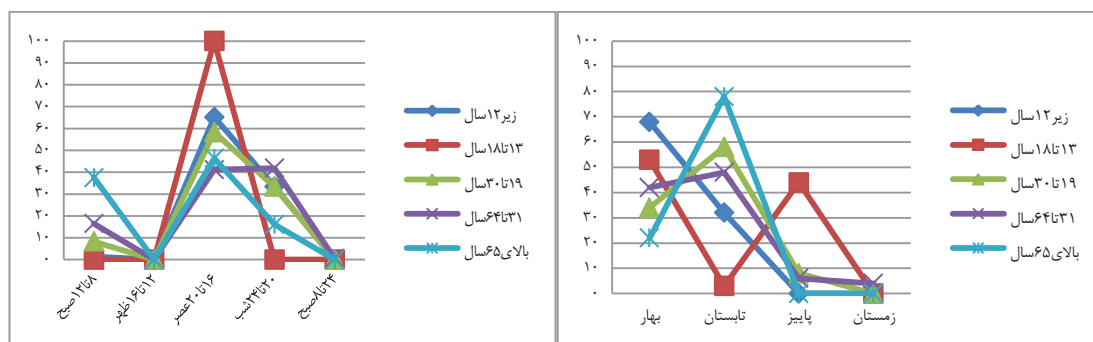 ۱۰۰
۹۰
۸۰
۷۰
۶۰
۵۰
۴۰
۳۰
۲۰
۱۰
۰
۸تا۱۲صبح
۱۲تا۱۶ظهر
۱۶تا۲۰عصر
۲۰تا۲۴شب
۲۴تا۸صبح
زیر۱۲سال
۱۳تا۱۸سال
۱۹تا۳۰سال
۳۱تا۶۴سال
بالای۶۵سال
۱۰۰
۹۰
۸۰
۷۰
۶۰
۵۰
۴۰
۳۰
۲۰
۱۰
۰
بهار
تابستان
پاییز
زمستان
زیر۱۲سال
۱۳تا۱۸سال
۱۹تا۳۰سال
۳۱تا۶۴سال
بالای۶۵سال